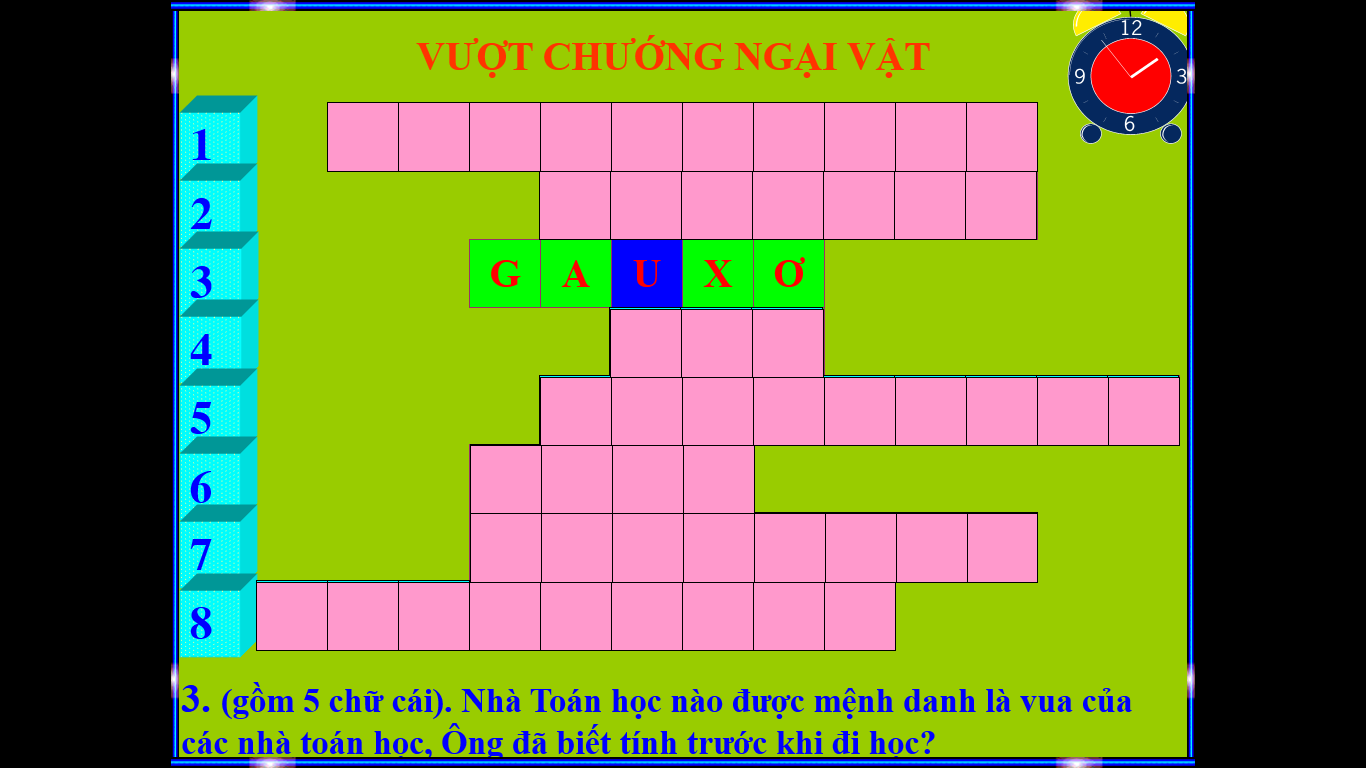 VƯỢT CHƯỚNG NGẠI VẬT
12
9 3
6
1
2
3 G A U X Ơ
4
5
6
7
8
3. (gồm 5 chữ cái). Nhà Toán học nào được mệnh danh là vua của
các nhà toán học, Ông đã biết tính trước khi đi học?